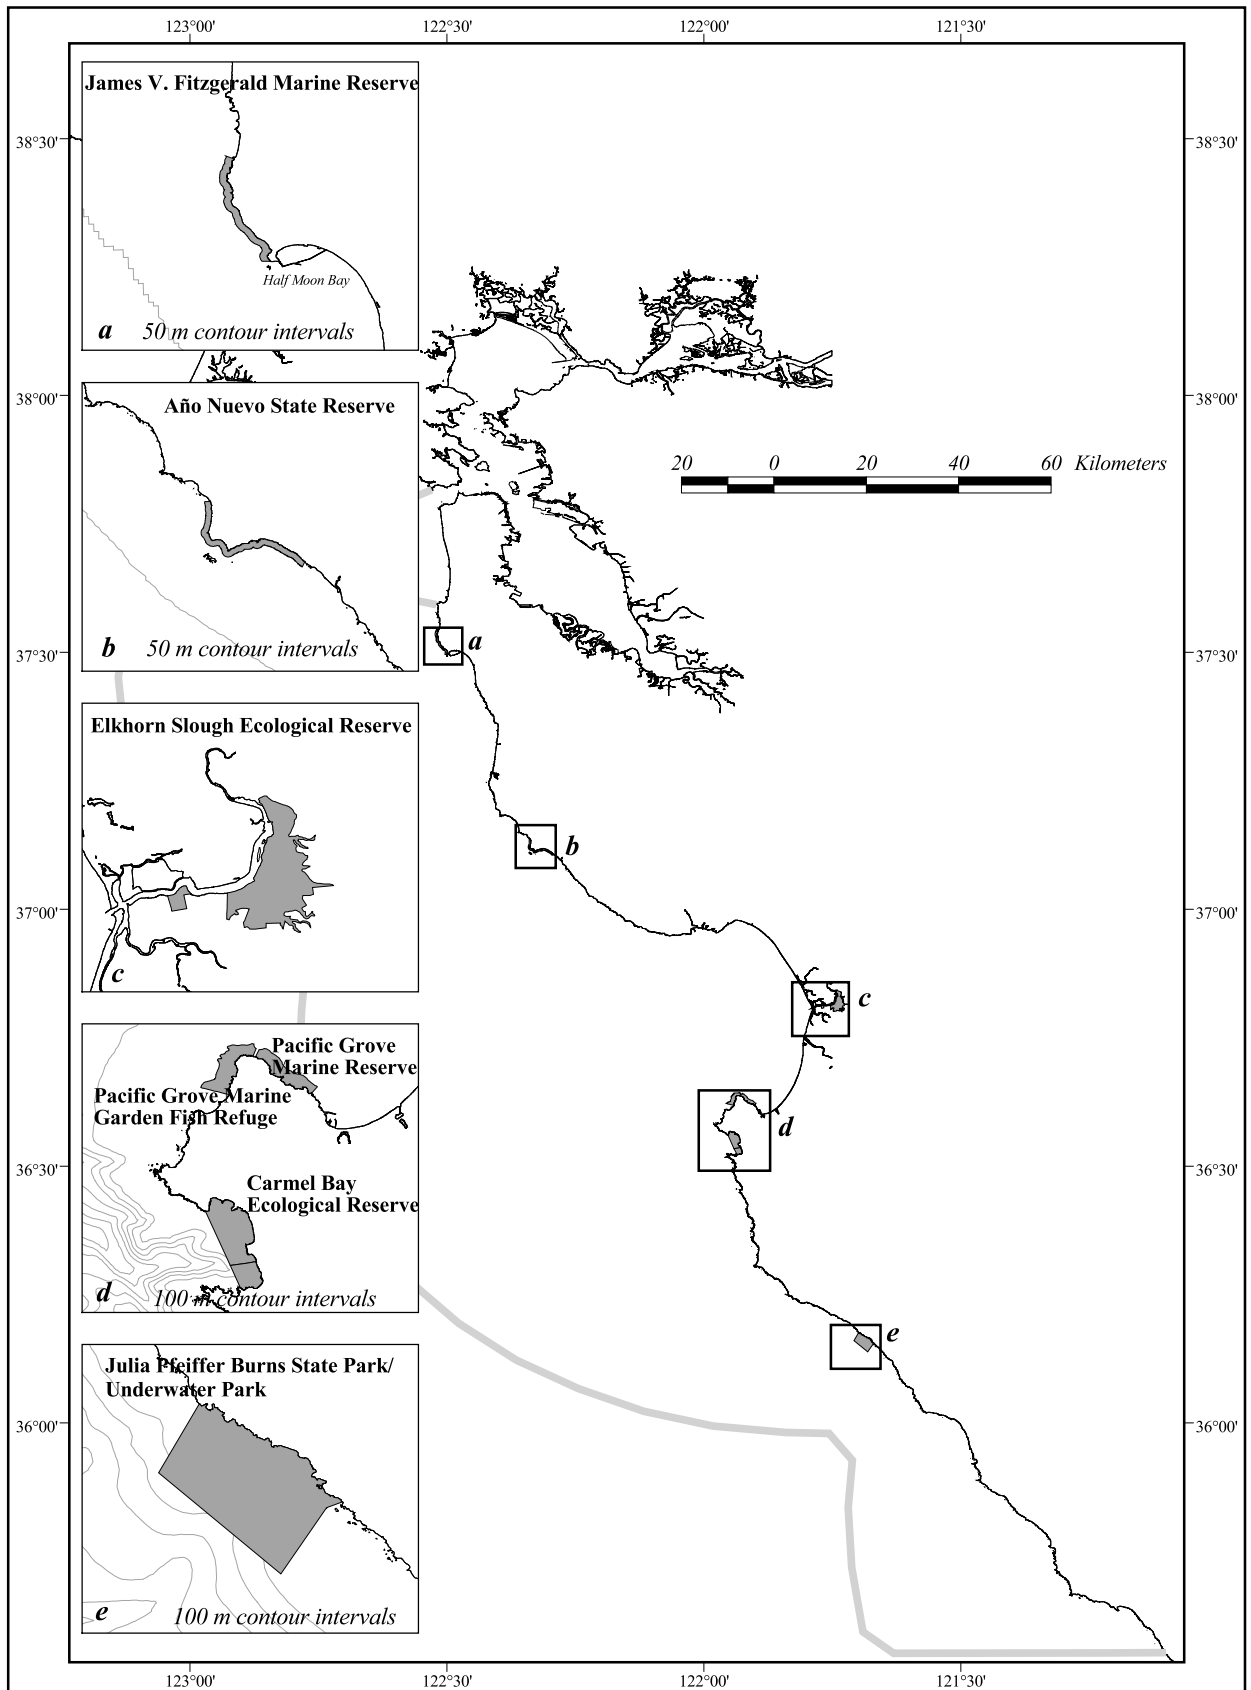 123°00'
122°30'
122°00'
121°30'
James V. Fitzgerald Marine Reserve
Half Moon Bay
a 50 m contour intervals
38°30'
38°30'
Año Nuevo State Reserve
b 50 m contour intervals
38°00'
38°00'
20 0 20 40 60 Kilometers
a
37°30'
37°30'
Elkhorn Slough Ecological Reserve
c
b
37°00'
37°00'
c
Pacific Grove
Marine Reserve
Pacific Grove Marine
Garden Fish Refuge
Carmel Bay
Ecological Reserve
d 100 m contour intervals
d
36°30'
36°30'
e
Julia Pfeiffer Burns State Park/
Underwater Park
e 100 m contour intervals
36°00'
36°00'
123°00'
122°30'
122°00'
121°30'